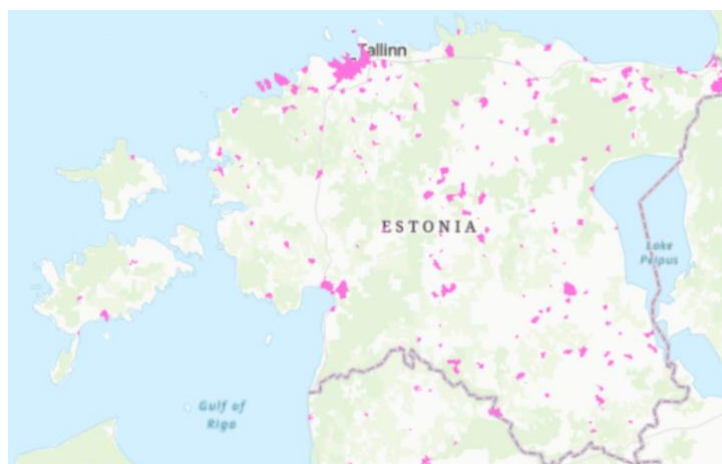 Tallinn
ESTONIA
Lake
Peipus
Gulf of
Riga